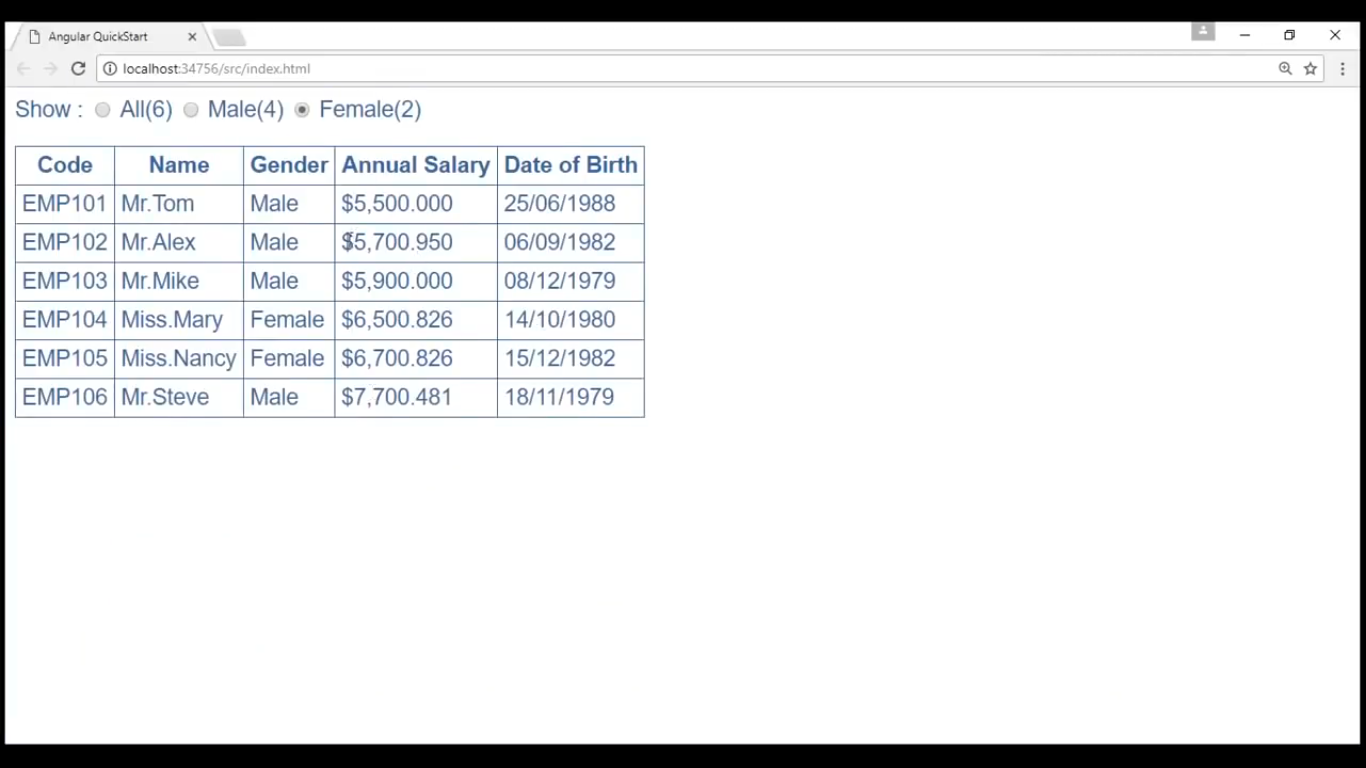 Angular QuickStart
localhost:34756/src/index.html
Show : All(6) Male(4) Female(2)
Code Name Gender Annual Salary Date of Birth
EMP101 Mr.Tom Male $5,500.000 25/06/1988
EMP102 Mr.Alex Male $5,700.950 06/09/1982
EMP103 Mr.Mike Male $5,900.000 08/12/1979
EMP104 Miss.Mary Female $6,500.826 14/10/1980
EMP105 Miss.Nancy Female $6,700.826 15/12/1982
EMP106 Mr.Steve Male $7,700.481 18/11/1979